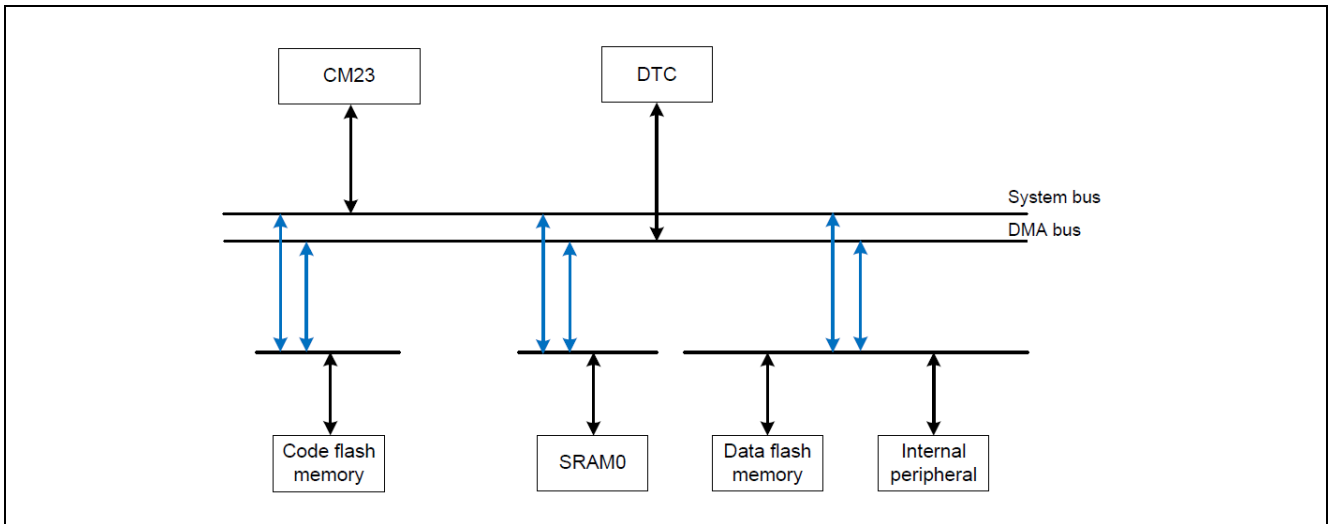 CM23
DTC
System bus
DMA bus
Code flash
memory
SRAM0
Data flash
memory
Internal
peripheral